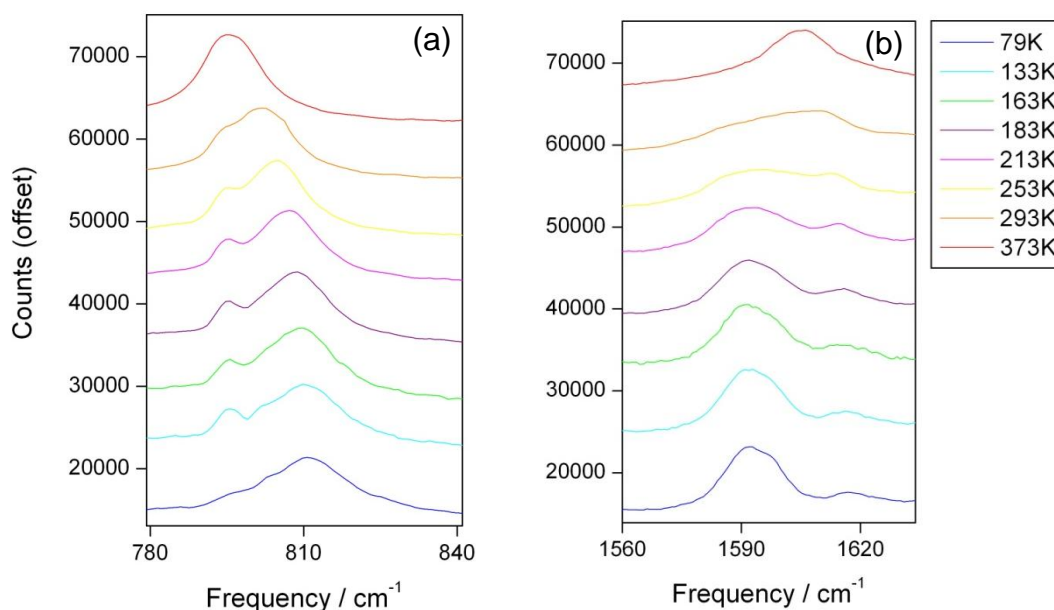 (a)
Counts (offset)
70000
60000
50000
40000
30000
20000
780 810 840
Frequency / cm⁻¹
(b)
70000
60000
50000
40000
30000
20000
1560 1590 1620
Frequency / cm⁻¹
79K
133K
163K
183K
213K
253K
293K
373K